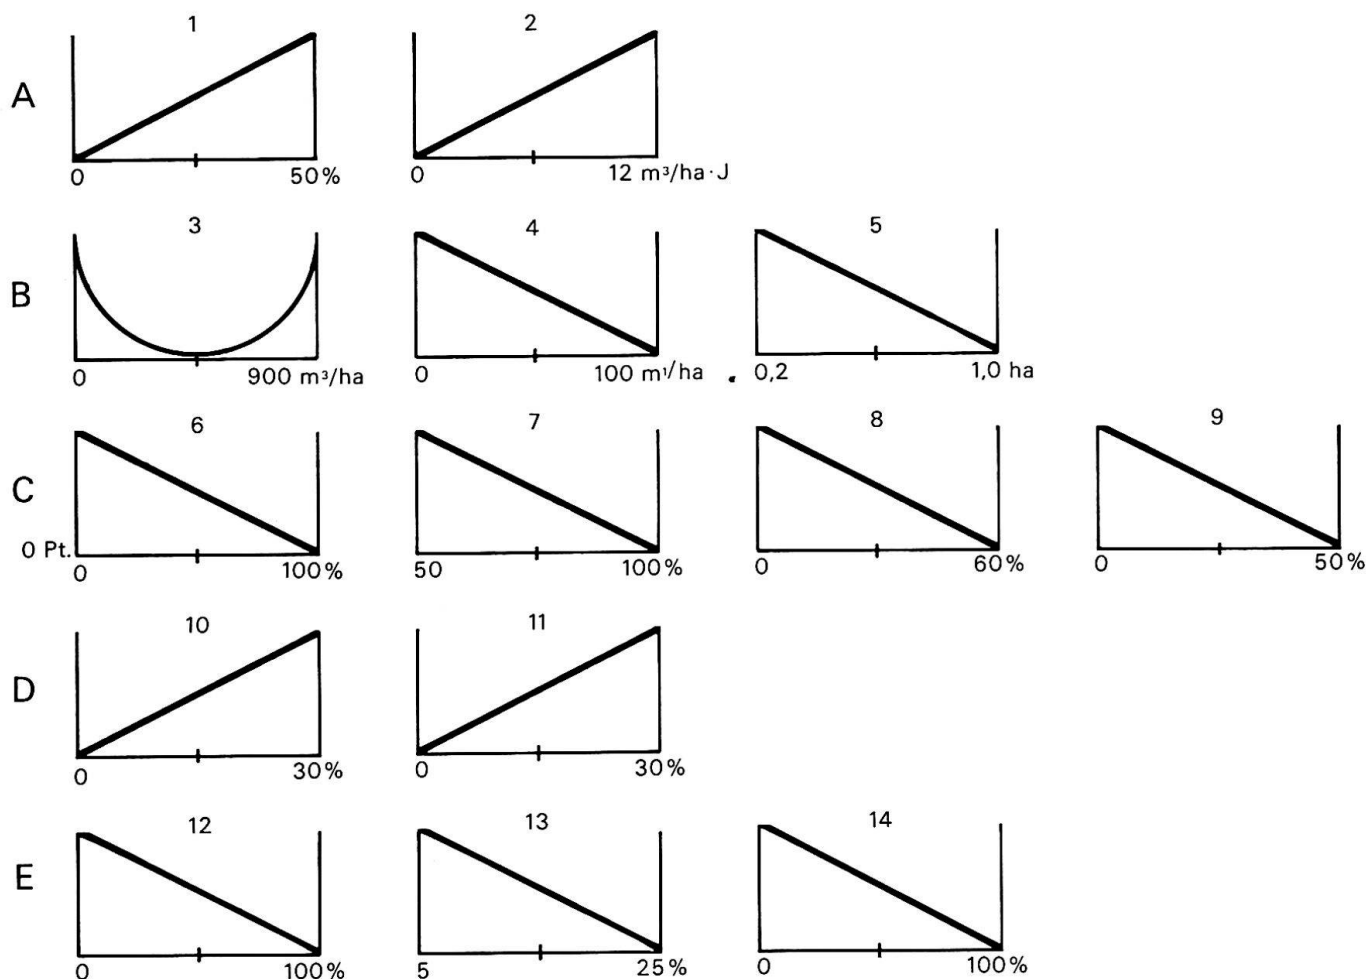 1 2
A
0 50% 0 12 m³/ha·J
3 4 5
B
0 900 m³/ha 0 100 m¹/ha 0,2 1,0 ha
6 7 8 9
C
0 Pt.
0 100% 50 100% 0 60% 0 50%
10 11
D
0 30% 0 30%
12 13 14
E
0 100% 5 25% 0 100%